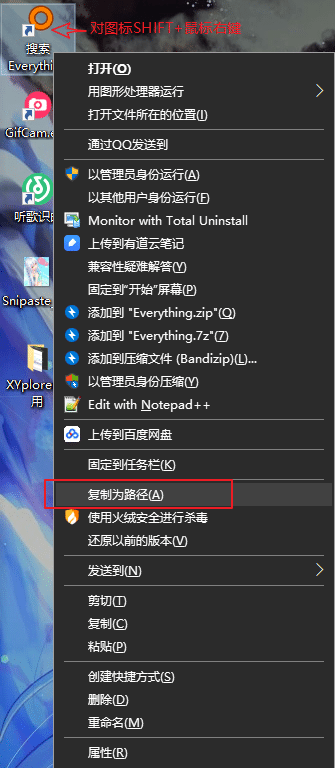 对图标SHIFT+鼠标右键
搜索
Everythi
GifCam.e
听歌识
Snipaste_
XYplore
用
打开(O)
用图形处理器运行
打开文件所在的位置(I)
通过QQ发送到
以管理员身份运行(A)
以其他用户身份运行(F)
Monitor with Total Uninstall
上传到有道云笔记
兼容性疑难解答(Y)
固定到"开始"屏幕(P)
添加到 "Everything.zip"(Q)
添加到 "Everything.7z"(7)
添加到压缩文件 (Bandizip)(L)...
以管理员身份压缩(Y)
Edit with Notepad++
上传到百度网盘
固定到任务栏(K)
复制为路径(A)
使用火绒安全进行杀毒
还原以前的版本(V)
发送到(N)
剪切(T)
复制(C)
粘贴(P)
创建快捷方式(S)
删除(D)
重命名(M)
属性(R)